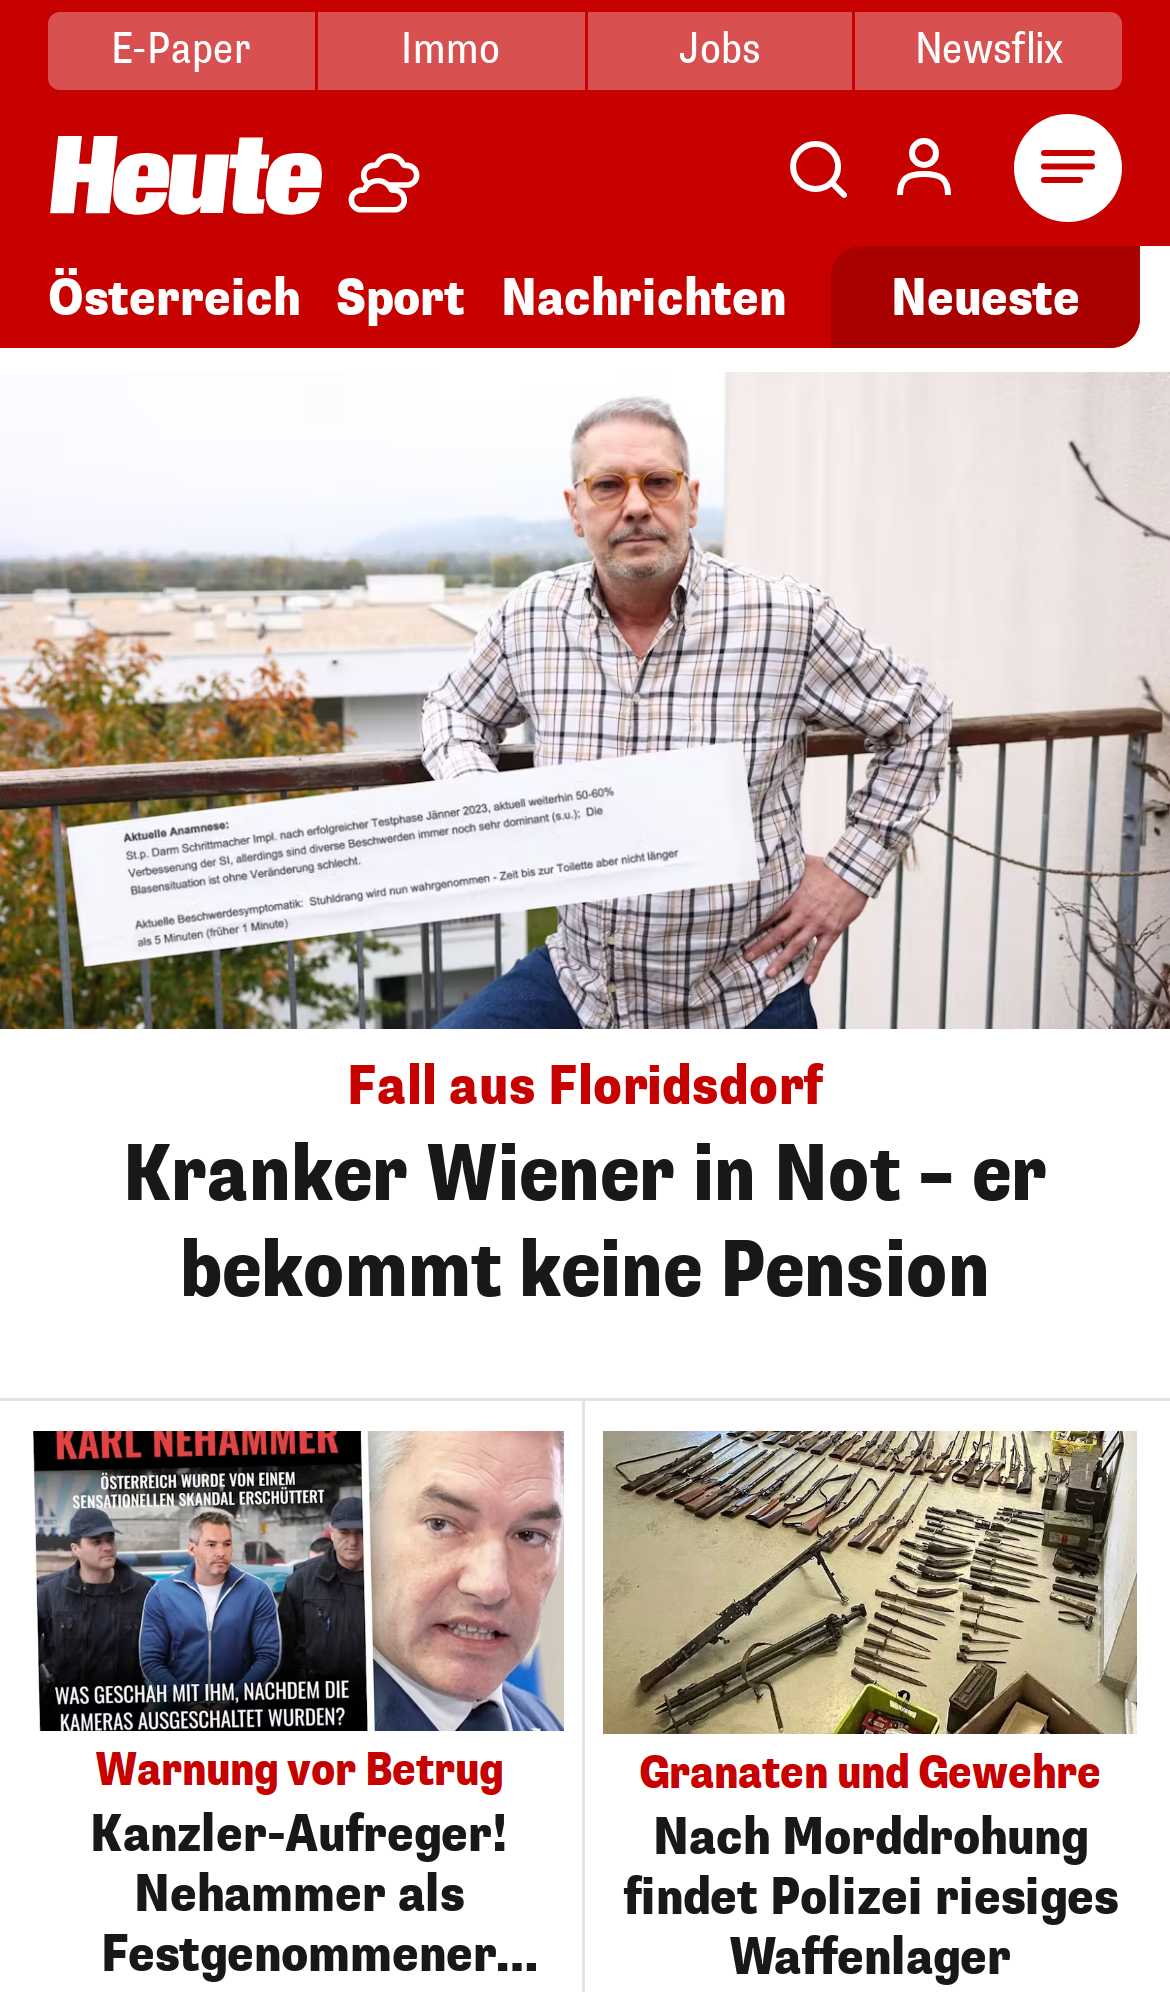 E-Paper
Immo
Jobs
Newsflix
Heute
Österreich
Sport
Nachrichten
Neueste
Aktuelle Anamnese:
St.p. Darm Schrittmacher Impl. nach erfolgreicher Testphase Jänner 2023, aktuell weiterhin 50-60%
Verbesserung der SI, allerdings sind diverse Beschwerden immer noch sehr dominant (s.u.); Die
Blasensituation ist ohne Veränderung schlecht.
Aktuelle Beschwerdesymptomatik: Stuhldrang wird nun wahrgenommen - Zeit bis zur Toilette aber nicht länger
als 5 Minuten (früher 1 Minute)
Fall aus Floridsdorf
Kranker Wiener in Not – er
bekommt keine Pension
KARL NEHAMMER
ÖSTERREICH WURDE VON EINEM
SENSATIONELLEN SKANDAL ERSCHÜTTERT
WAS GESCHAH MIT IHM, NACHDEM DIE
KAMERAS AUSGESCHALTET WURDEN?
Warnung vor Betrug
Kanzler-Aufreger!
Nehammer als
Festgenommener...
Granaten und Gewehre
Nach Morddrohung
findet Polizei riesiges
Waffenlager